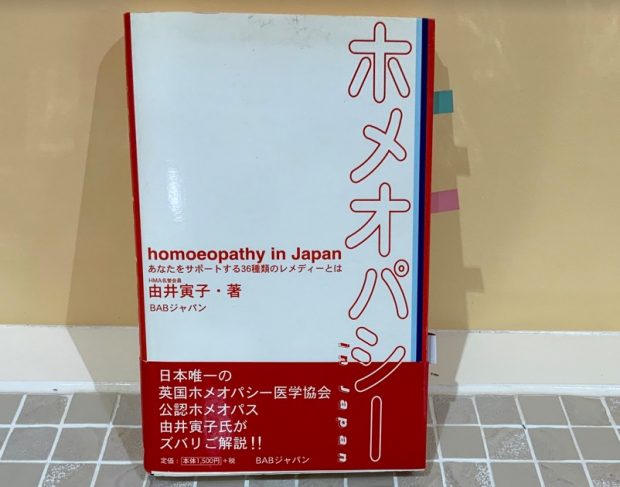 ホメオパシー
in Japan
homoeopathy in Japan
あなたをサポートする36種類のレメディーとは
HMA名誉会員
由井寅子・著
BABジャパン
日本唯一の
英国ホメオパシー医学協会
公認ホメオパス
由井寅子氏が
ズバリご解説!!
定価:本体1,500円+税 BABジャパン